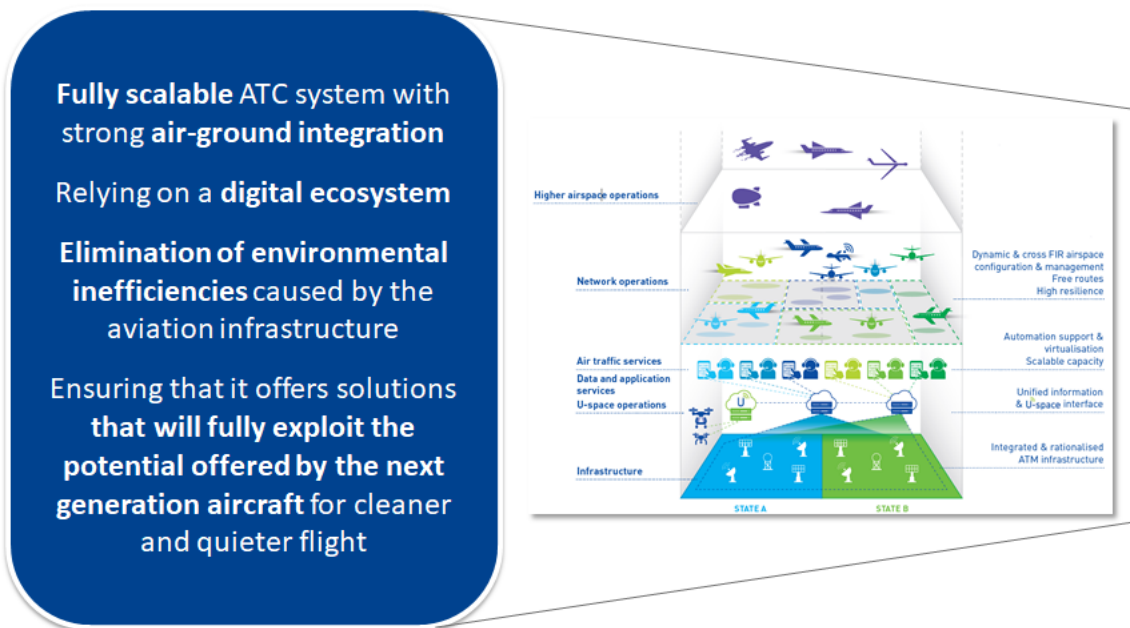 Fully scalable ATC system with
strong air-ground integration
Relying on a digital ecosystem
Elimination of environmental
inefficiencies caused by the
aviation infrastructure
Ensuring that it offers solutions
that will fully exploit the
potential offered by the next
generation aircraft for cleaner
and quieter flight
Higher airspace operations
Network operations
Air traffic services
Data and application
services
U-space operations
Infrastructure
U
STATE A
STATE B
Dynamic & cross FIR airspace
configuration & management
Free routes
High resilience
Automation support &
virtualisation
Scalable capacity
Unified information
& U-space interface
Integrated & rationalised
ATM infrastructure